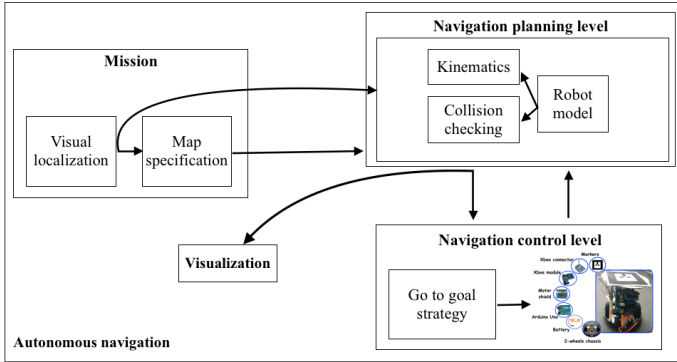 Navigation planning level
Mission
Kinematics
Robot
model
Collision
checking
Visual
localization
Map
specification
Visualization
Navigation control level
Markers
Xbee connector
Xbee module
Motor
shield
Arduino Uno
Battery
2-wheels chassis
Go to goal
strategy
Autonomous navigation